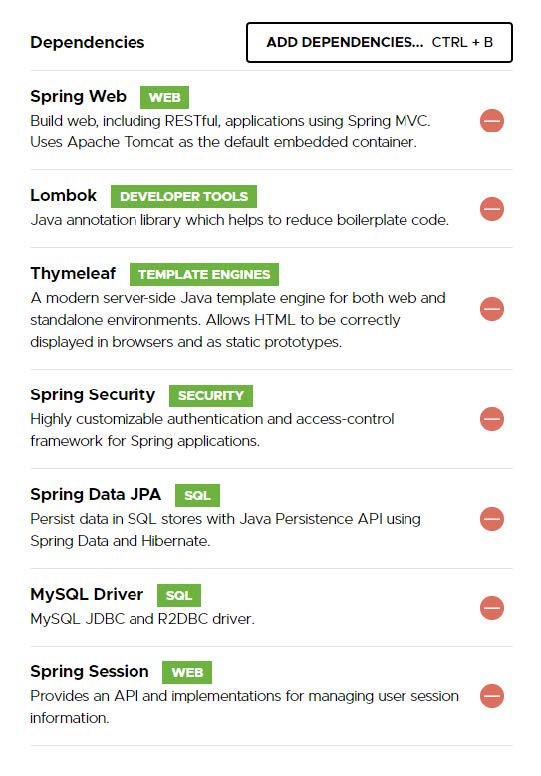 Dependencies ADD DEPENDENCIES... CTRL + B
Spring Web WEB
Build web, including RESTful, applications using Spring MVC.
Uses Apache Tomcat as the default embedded container.
Lombok DEVELOPER TOOLS
Java annotation library which helps to reduce boilerplate code.
Thymeleaf TEMPLATE ENGINES
A modern server-side Java template engine for both web and
standalone environments. Allows HTML to be correctly
displayed in browsers and as static prototypes.
Spring Security SECURITY
Highly customizable authentication and access-control
framework for Spring applications.
Spring Data JPA SQL
Persist data in SQL stores with Java Persistence API using
Spring Data and Hibernate.
MySQL Driver SQL
MySQL JDBC and R2DBC driver.
Spring Session WEB
Provides an API and implementations for managing user session
information.